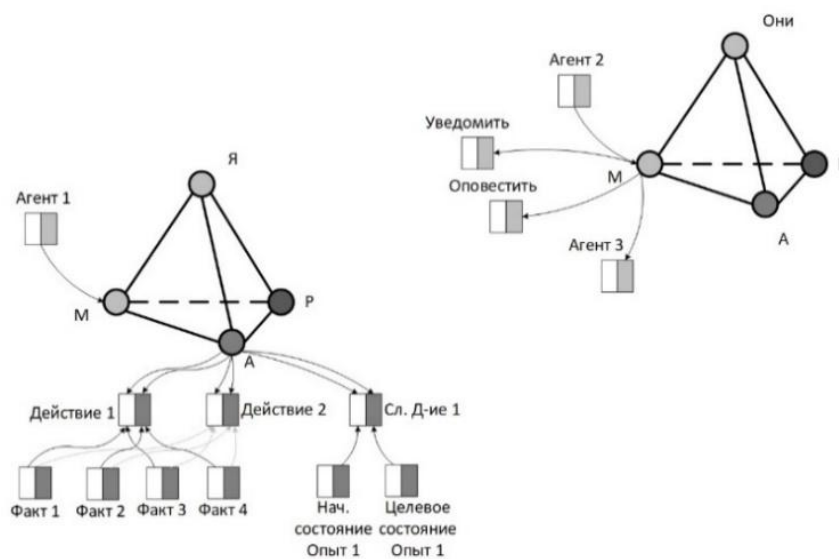 Они
Агент 2
Уведомить
М
Оповестить
А
Агент 3
Я
Агент 1
М
Р
А
Действие 1
Действие 2
Сл. Д-ие 1
Факт 1
Факт 2
Факт 3
Факт 4
Нач.
состояние
Опыт 1
Целевое
состояние
Опыт 1